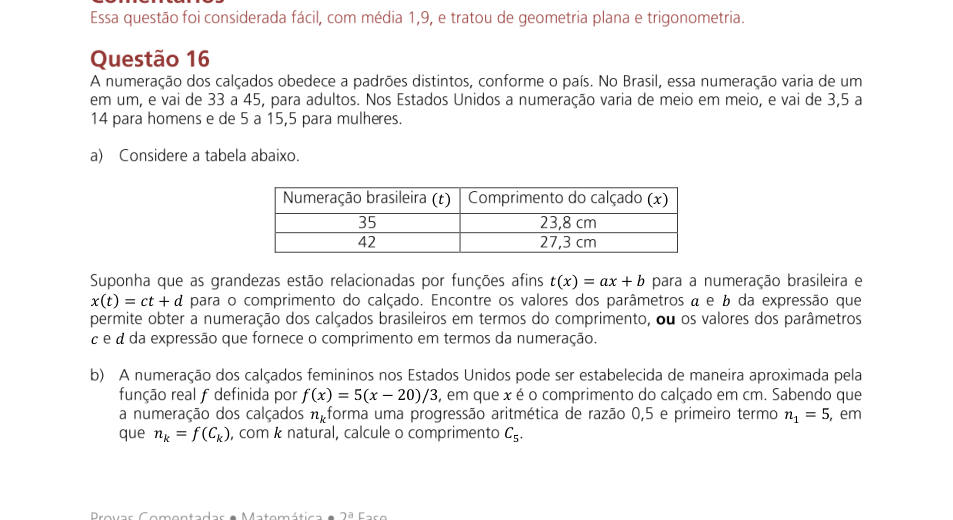 Comentários
Essa questão foi considerada fácil, com média 1,9, e tratou de geometria plana e trigonometria.
Questão 16
A numeração dos calçados obedece a padrões distintos, conforme o país. No Brasil, essa numeração varia de um
em um, e vai de 33 a 45, para adultos. Nos Estados Unidos a numeração varia de meio em meio, e vai de 3,5 a
14 para homens e de 5 a 15,5 para mulheres.
a) Considere a tabela abaixo.
Numeração brasileira (t) Comprimento do calçado (x)
35 23,8 cm
42 27,3 cm
Suponha que as grandezas estão relacionadas por funções afins t(x) = ax + b para a numeração brasileira e
x(t) = ct + d para o comprimento do calçado. Encontre os valores dos parâmetros a e b da expressão que
permite obter a numeração dos calçados brasileiros em termos do comprimento, ou os valores dos parâmetros
c e d da expressão que fornece o comprimento em termos da numeração.
b) A numeração dos calçados femininos nos Estados Unidos pode ser estabelecida de maneira aproximada pela
função real f definida por f(x) = 5(x − 20)/3, em que x é o comprimento do calçado em cm. Sabendo que
a numeração dos calçados nₖforma uma progressão aritmética de razão 0,5 e primeiro termo n₁ = 5, em
que nₖ = f(Cₖ), com k natural, calcule o comprimento C₅.
Provas Comentadas • Matemática • 2ª Fase